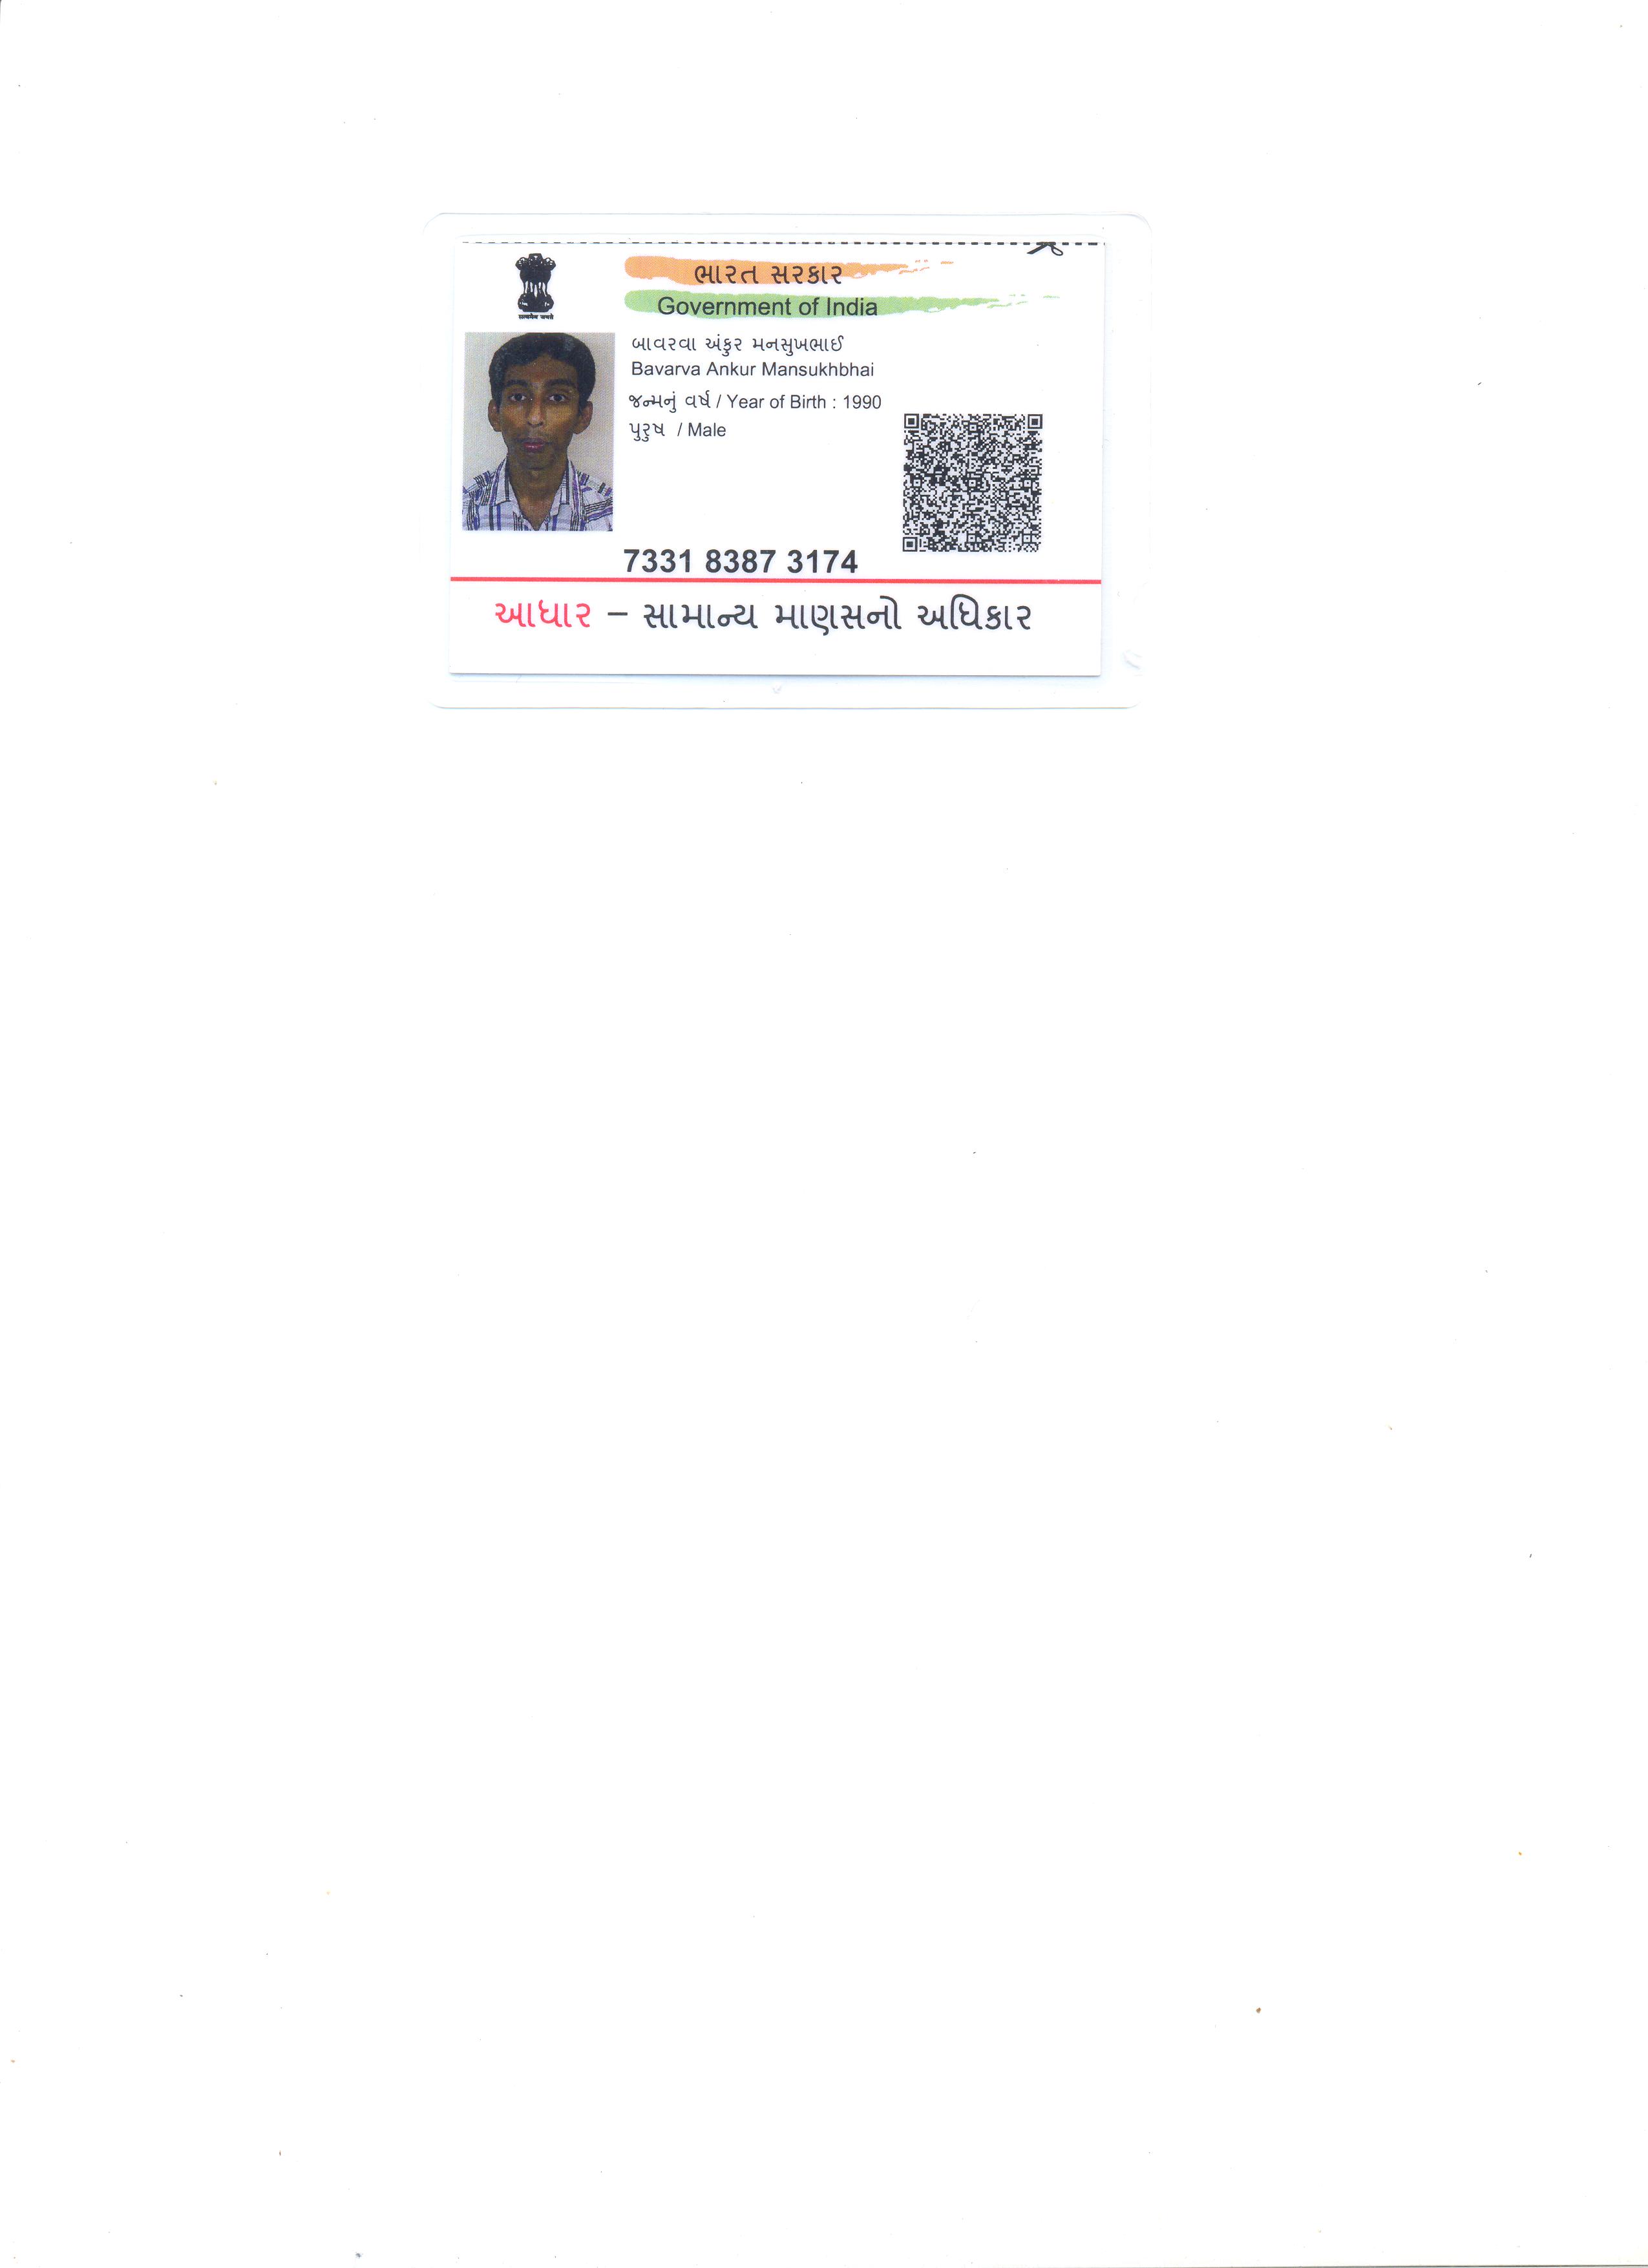 ભારત સરકાર
Government of India
सत्यमेव जयते
બાવરવા અંકુર મનસુખભાઈ
Bavarva Ankur Mansukhbhai
જન્મનું વર્ષ / Year of Birth : 1990
પુરુષ / Male
7331 8387 3174
આધાર – સામાન્ય માણસનો અધિકાર